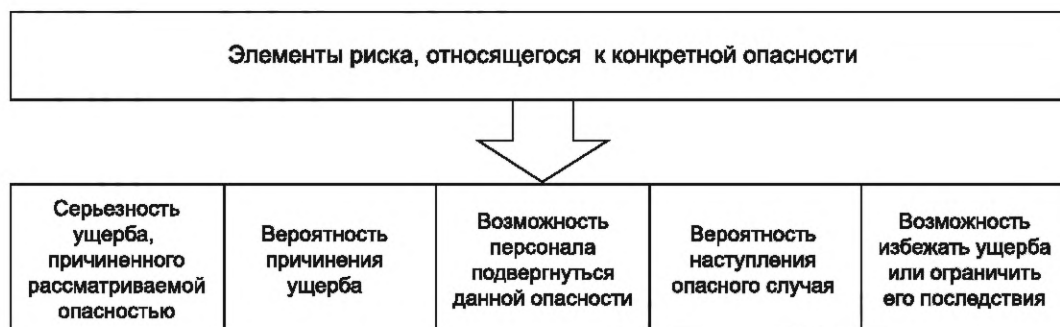 Элементы риска, относящегося к конкретной опасности
Серьезность
ущерба,
причиненного
рассматриваемой
опасностью
Вероятность
причинения
ущерба
Возможность
персонала
подвергнуться
данной опасности
Вероятность
наступления
опасного случая
Возможность
избежать ущерба
или ограничить
его последствия